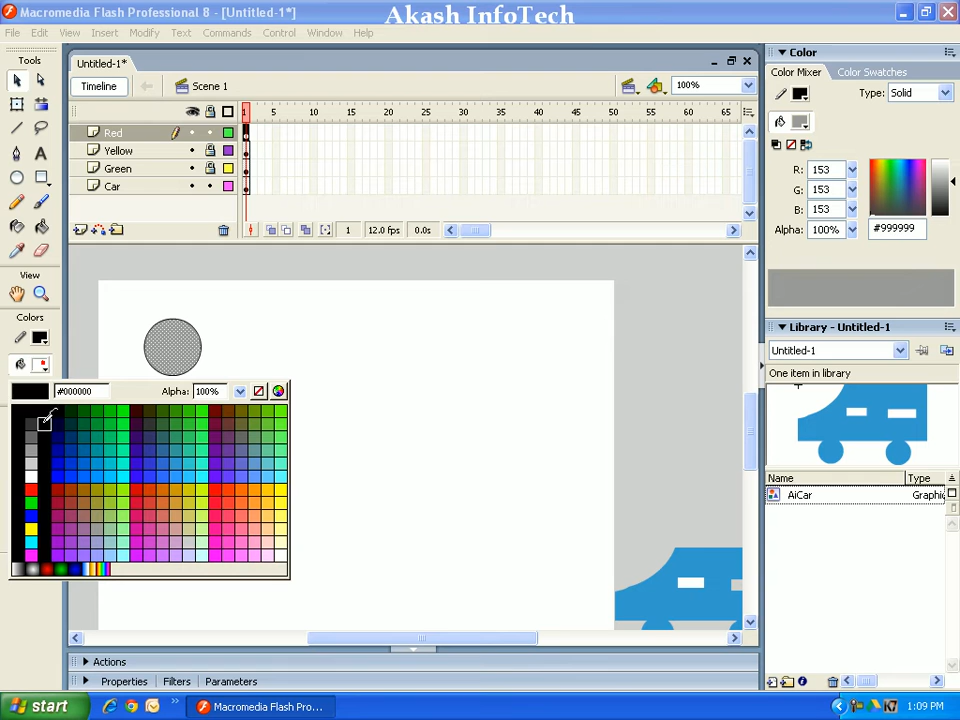 Macromedia Flash Professional 8 - [Untitled-1*]
Akash InfoTech
File Edit View Insert Modify Text Commands Control Window Help
Tools
View
Colors
Untitled-1*
Timeline
Scene 1
100%
1 5 10 15 20 25 30 35 40 45 50 55 60 65
Red
Yellow
Green
Car
1 12.0 fps 0.0s
#000000 Alpha: 100%
Actions
Properties Filters Parameters
Color
Color Mixer Color Swatches
Type: Solid
R: 153
G: 153
B: 153
Alpha: 100% #999999
Library - Untitled-1
Untitled-1
One item in library
Name Type
AiCar Graphic
start
Macromedia Flash Pro...
1:09 PM